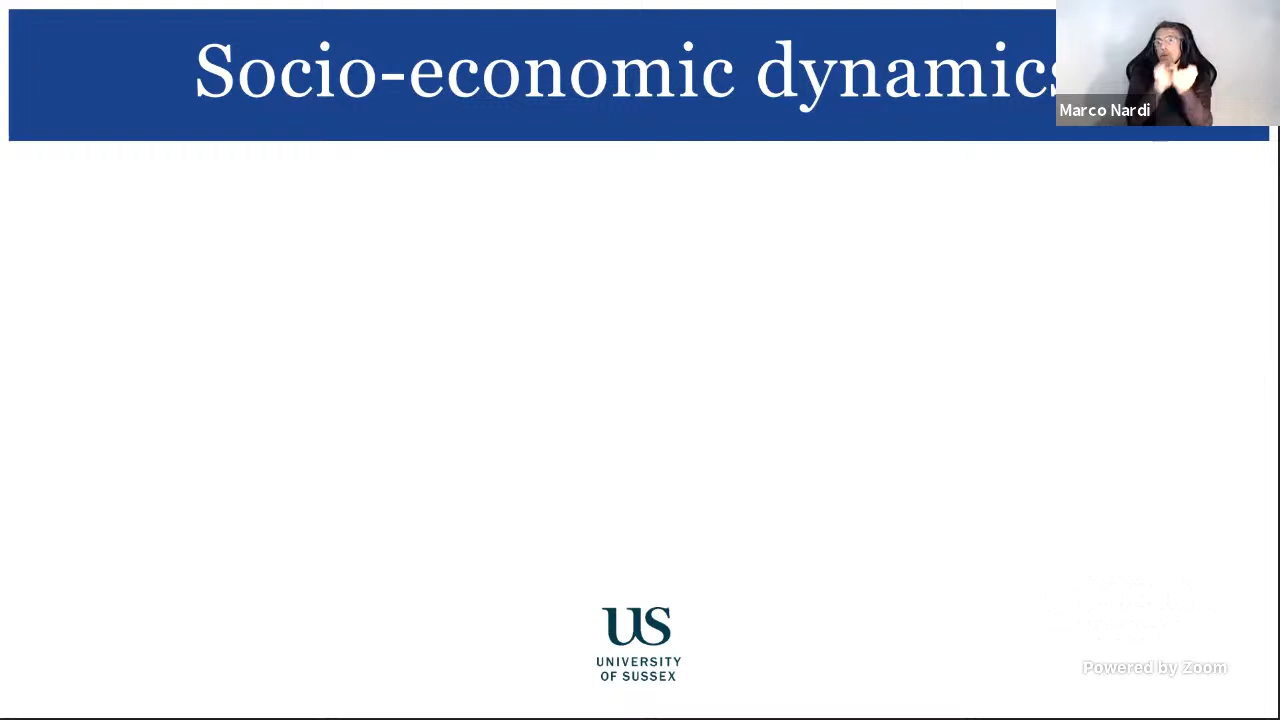 Socio-economic dynamics
Marco Nardi
US
UNIVERSITY
OF SUSSEX
Powered by Zoom